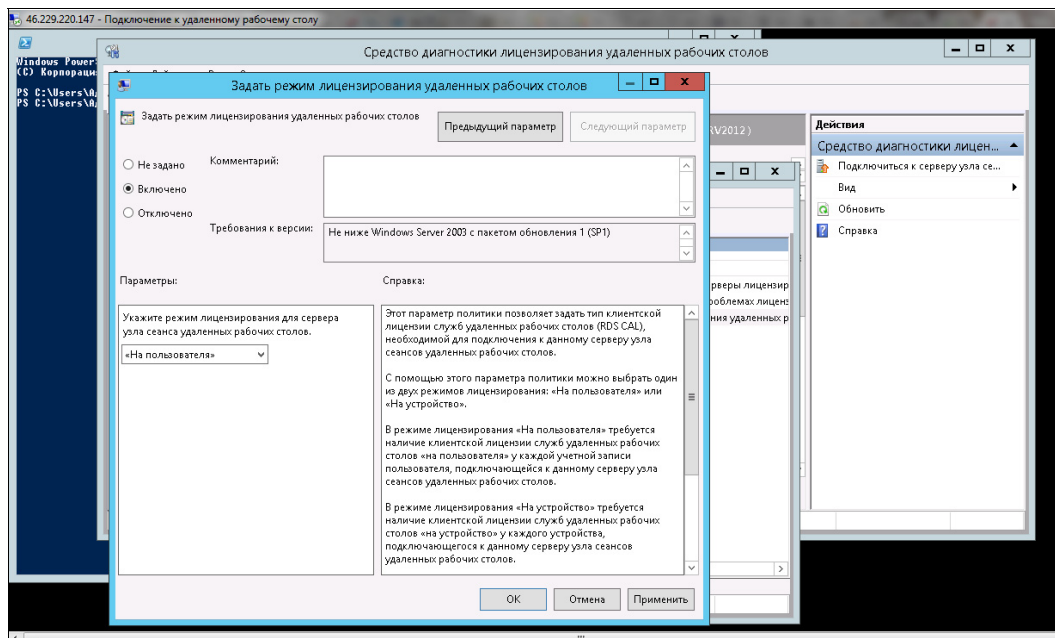 46.229.220.147 - Подключение к удаленному рабочему столу
Средство диагностики лицензирования удаленных рабочих столов
Windows Power
(C) Корпораци
PS C:\Users\А
PS C:\Users\А
Задать режим лицензирования удаленных рабочих столов
Задать режим лицензирования удаленных рабочих столов
Предыдущий параметр
Следующий параметр
Не задано
Включено
Отключено
Комментарий:
Требования к версии:
Не ниже Windows Server 2003 с пакетом обновления 1 (SP1)
Параметры:
Справка:
Укажите режим лицензирования для сервера
узла сеанса удаленных рабочих столов.
«На пользователя»
Этот параметр политики позволяет задать тип клиентской
лицензии служб удаленных рабочих столов (RDS CAL),
необходимой для подключения к данному серверу узла
сеансов удаленных рабочих столов.
С помощью этого параметра политики можно выбрать один
из двух режимов лицензирования: «На пользователя» или
«На устройство».
В режиме лицензирования «На пользователя» требуется
наличие клиентской лицензии служб удаленных рабочих
столов «на пользователя» у каждой учетной записи
пользователя, подключающейся к данному серверу узла
сеансов удаленных рабочих столов.
В режиме лицензирования «На устройство» требуется
наличие клиентской лицензии служб удаленных рабочих
столов «на устройство» у каждого устройства,
подключающегося к данному серверу узла сеансов
удаленных рабочих столов.
OK
Отмена
Применить
RV2012)
рверы лицензир
роблемах лиценз
ния удаленных р
Действия
Средство диагностики лицен...
Подключиться к серверу узла се...
Вид
Обновить
Справка